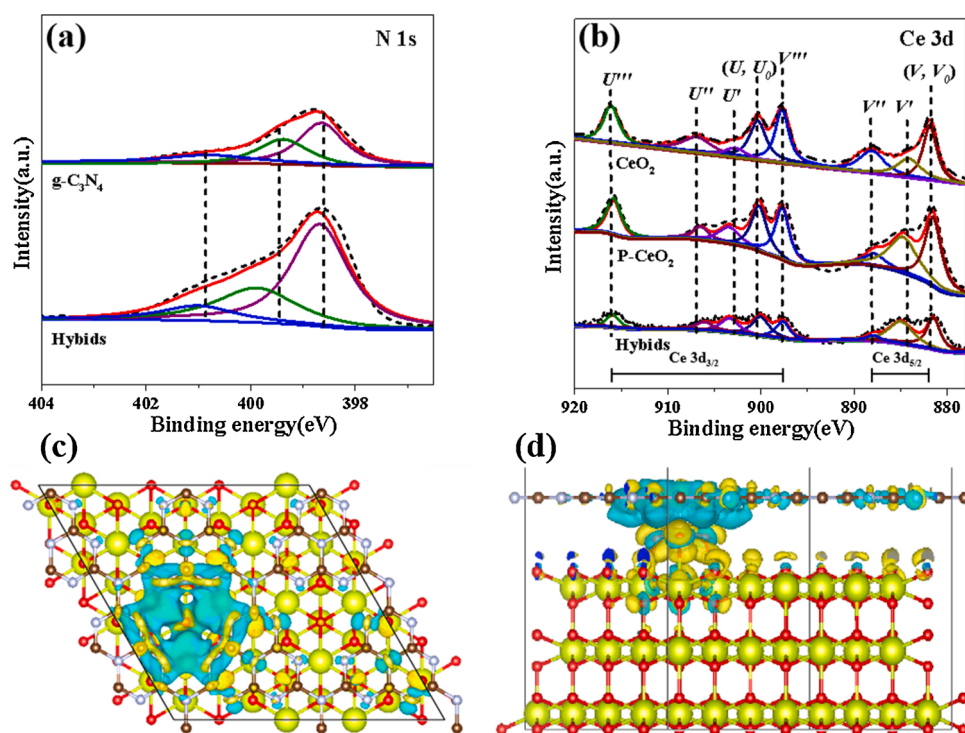 (a)
N 1s
g-C₃N₄
Hybids
Intensity(a.u.)
404
402
400
398
Binding energy(eV)
(b)
Ce 3d
U'''
U''
U'
(U, U₀)
V'''
V''
V'
(V, V₀)
CeO₂
P-CeO₂
Hybids
Ce 3d₃/₂
Ce 3d₅/₂
Intensity(a.u.)
920
910
900
890
880
Binding energy(eV)
(c)
(d)